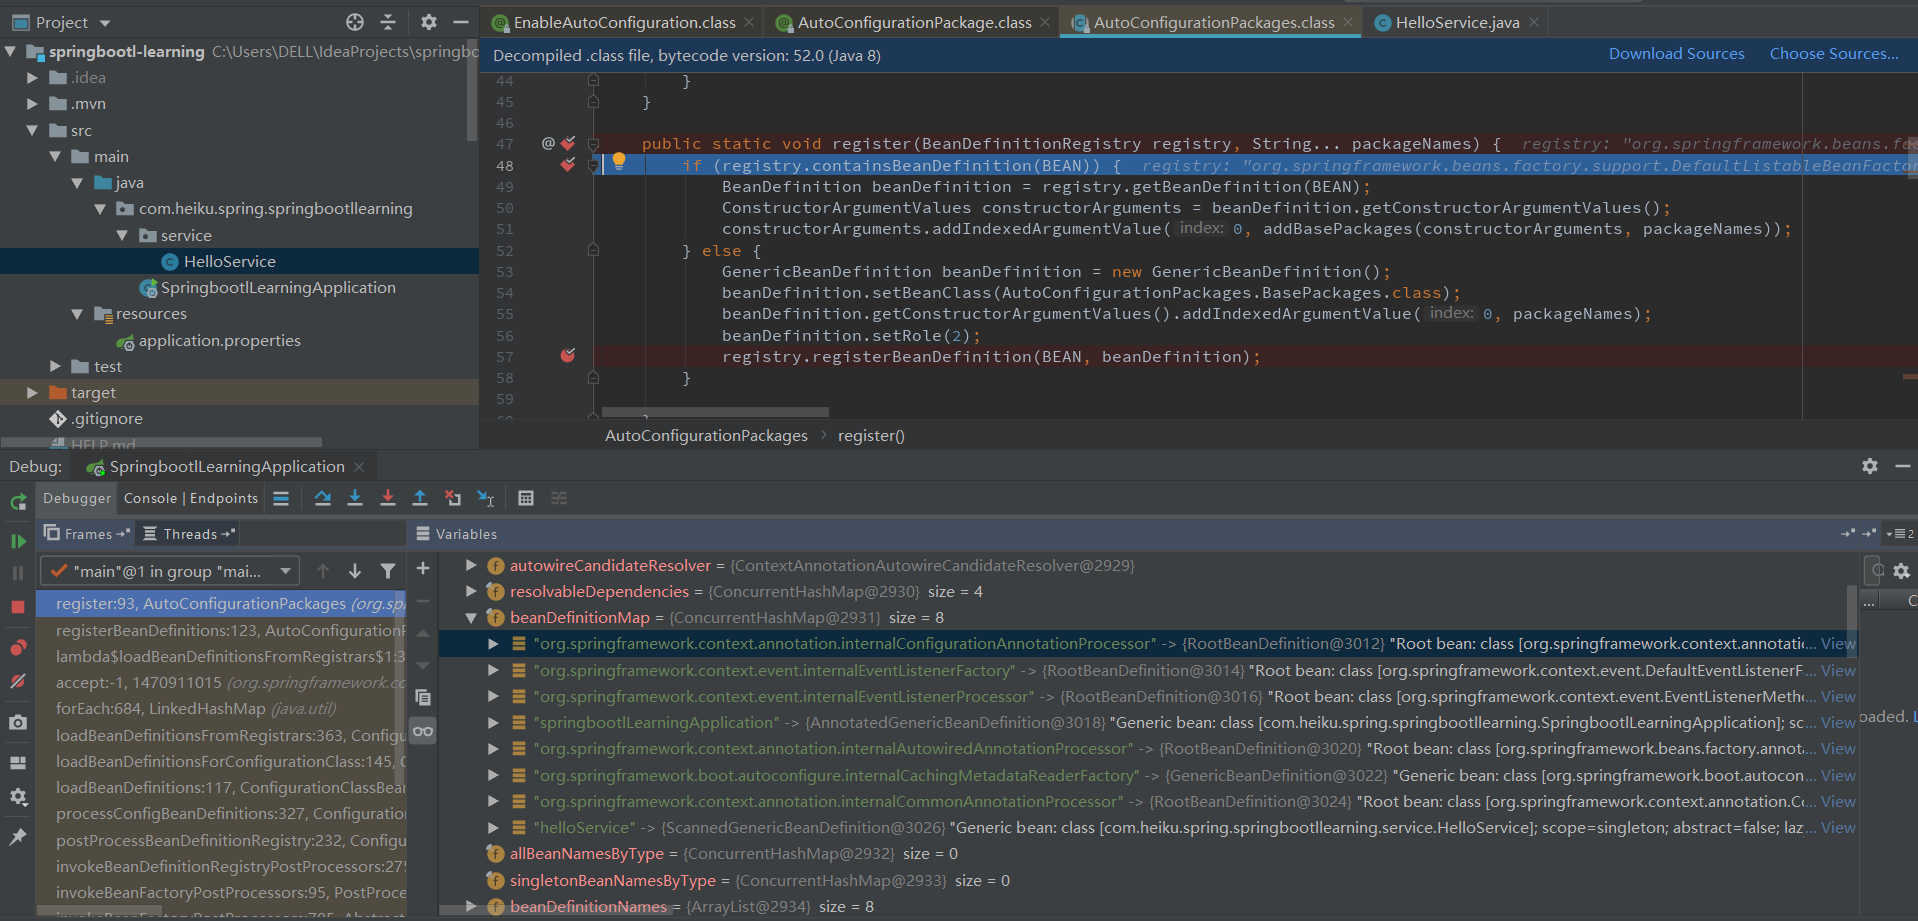 Project
springbootl-learning C:\Users\DELL\IdeaProjects\springbo
.idea
.mvn
src
main
java
com.heiku.spring.springbootllearning
service
HelloService
SpringbootlLearningApplication
resources
application.properties
test
target
.gitignore
HELP.md
EnableAutoConfiguration.class
AutoConfigurationPackage.class
AutoConfigurationPackages.class
HelloService.java
Decompiled .class file, bytecode version: 52.0 (Java 8)
Download Sources
Choose Sources...
44 }
45 }
46
47 @ public static void register(BeanDefinitionRegistry registry, String... packageNames) { registry: "org.springframework.beans.fac
48 if (registry.containsBeanDefinition(BEAN)) { registry: "org.springframework.beans.factory.support.DefaultListableBeanFactor
49 BeanDefinition beanDefinition = registry.getBeanDefinition(BEAN);
50 ConstructorArgumentValues constructorArguments = beanDefinition.getConstructorArgumentValues();
51 constructorArguments.addIndexedArgumentValue( index: 0, addBasePackages(constructorArguments, packageNames));
52 } else {
53 GenericBeanDefinition beanDefinition = new GenericBeanDefinition();
54 beanDefinition.setBeanClass(AutoConfigurationPackages.BasePackages.class);
55 beanDefinition.getConstructorArgumentValues().addIndexedArgumentValue( index: 0, packageNames);
56 beanDefinition.setRole(2);
57 registry.registerBeanDefinition(BEAN, beanDefinition);
58 }
59
AutoConfigurationPackages › register()
Debug: SpringbootlLearningApplication
Debugger Console | Endpoints
Frames Threads
Variables
2
"main"@1 in group "mai...
register:93, AutoConfigurationPackages (org.sp
registerBeanDefinitions:123, AutoConfigurationP
lambda$loadBeanDefinitionsFromRegistrars$1:3
accept:-1, 1470911015 (org.springframework.co
forEach:684, LinkedHashMap (java.util)
loadBeanDefinitionsFromRegistrars:363, Configu
loadBeanDefinitionsForConfigurationClass:145, C
loadBeanDefinitions:117, ConfigurationClassBear
processConfigBeanDefinitions:327, Configuration
postProcessBeanDefinitionRegistry:232, Configu
invokeBeanDefinitionRegistryPostProcessors:275
invokeBeanFactoryPostProcessors:95, PostProce
invokeBeanFactoryPostProcessors:705, Abstract
autowireCandidateResolver = {ContextAnnotationAutowireCandidateResolver@2929}
resolvableDependencies = {ConcurrentHashMap@2930} size = 4
beanDefinitionMap = {ConcurrentHashMap@2931} size = 8
"org.springframework.context.annotation.internalConfigurationAnnotationProcessor" -> {RootBeanDefinition@3012} "Root bean: class [org.springframework.context.annotatic... View
"org.springframework.context.event.internalEventListenerFactory" -> {RootBeanDefinition@3014} "Root bean: class [org.springframework.context.event.DefaultEventListenerF... View
"org.springframework.context.event.internalEventListenerProcessor" -> {RootBeanDefinition@3016} "Root bean: class [org.springframework.context.event.EventListenerMetho... View
"springbootlLearningApplication" -> {AnnotatedGenericBeanDefinition@3018} "Generic bean: class [com.heiku.spring.springbootllearning.SpringbootlLearningApplication]; sc... View
"org.springframework.context.annotation.internalAutowiredAnnotationProcessor" -> {RootBeanDefinition@3020} "Root bean: class [org.springframework.beans.factory.annota... View
"org.springframework.boot.autoconfigure.internalCachingMetadataReaderFactory" -> {GenericBeanDefinition@3022} "Generic bean: class [org.springframework.boot.autocon... View
"org.springframework.context.annotation.internalCommonAnnotationProcessor" -> {RootBeanDefinition@3024} "Root bean: class [org.springframework.context.annotation.Co... View
"helloService" -> {ScannedGenericBeanDefinition@3026} "Generic bean: class [com.heiku.spring.springbootllearning.service.HelloService]; scope=singleton; abstract=false; laz... View
allBeanNamesByType = {ConcurrentHashMap@2932} size = 0
singletonBeanNamesByType = {ConcurrentHashMap@2933} size = 0
beanDefinitionNames = {ArrayList@2934} size = 8
... C
oaded. L